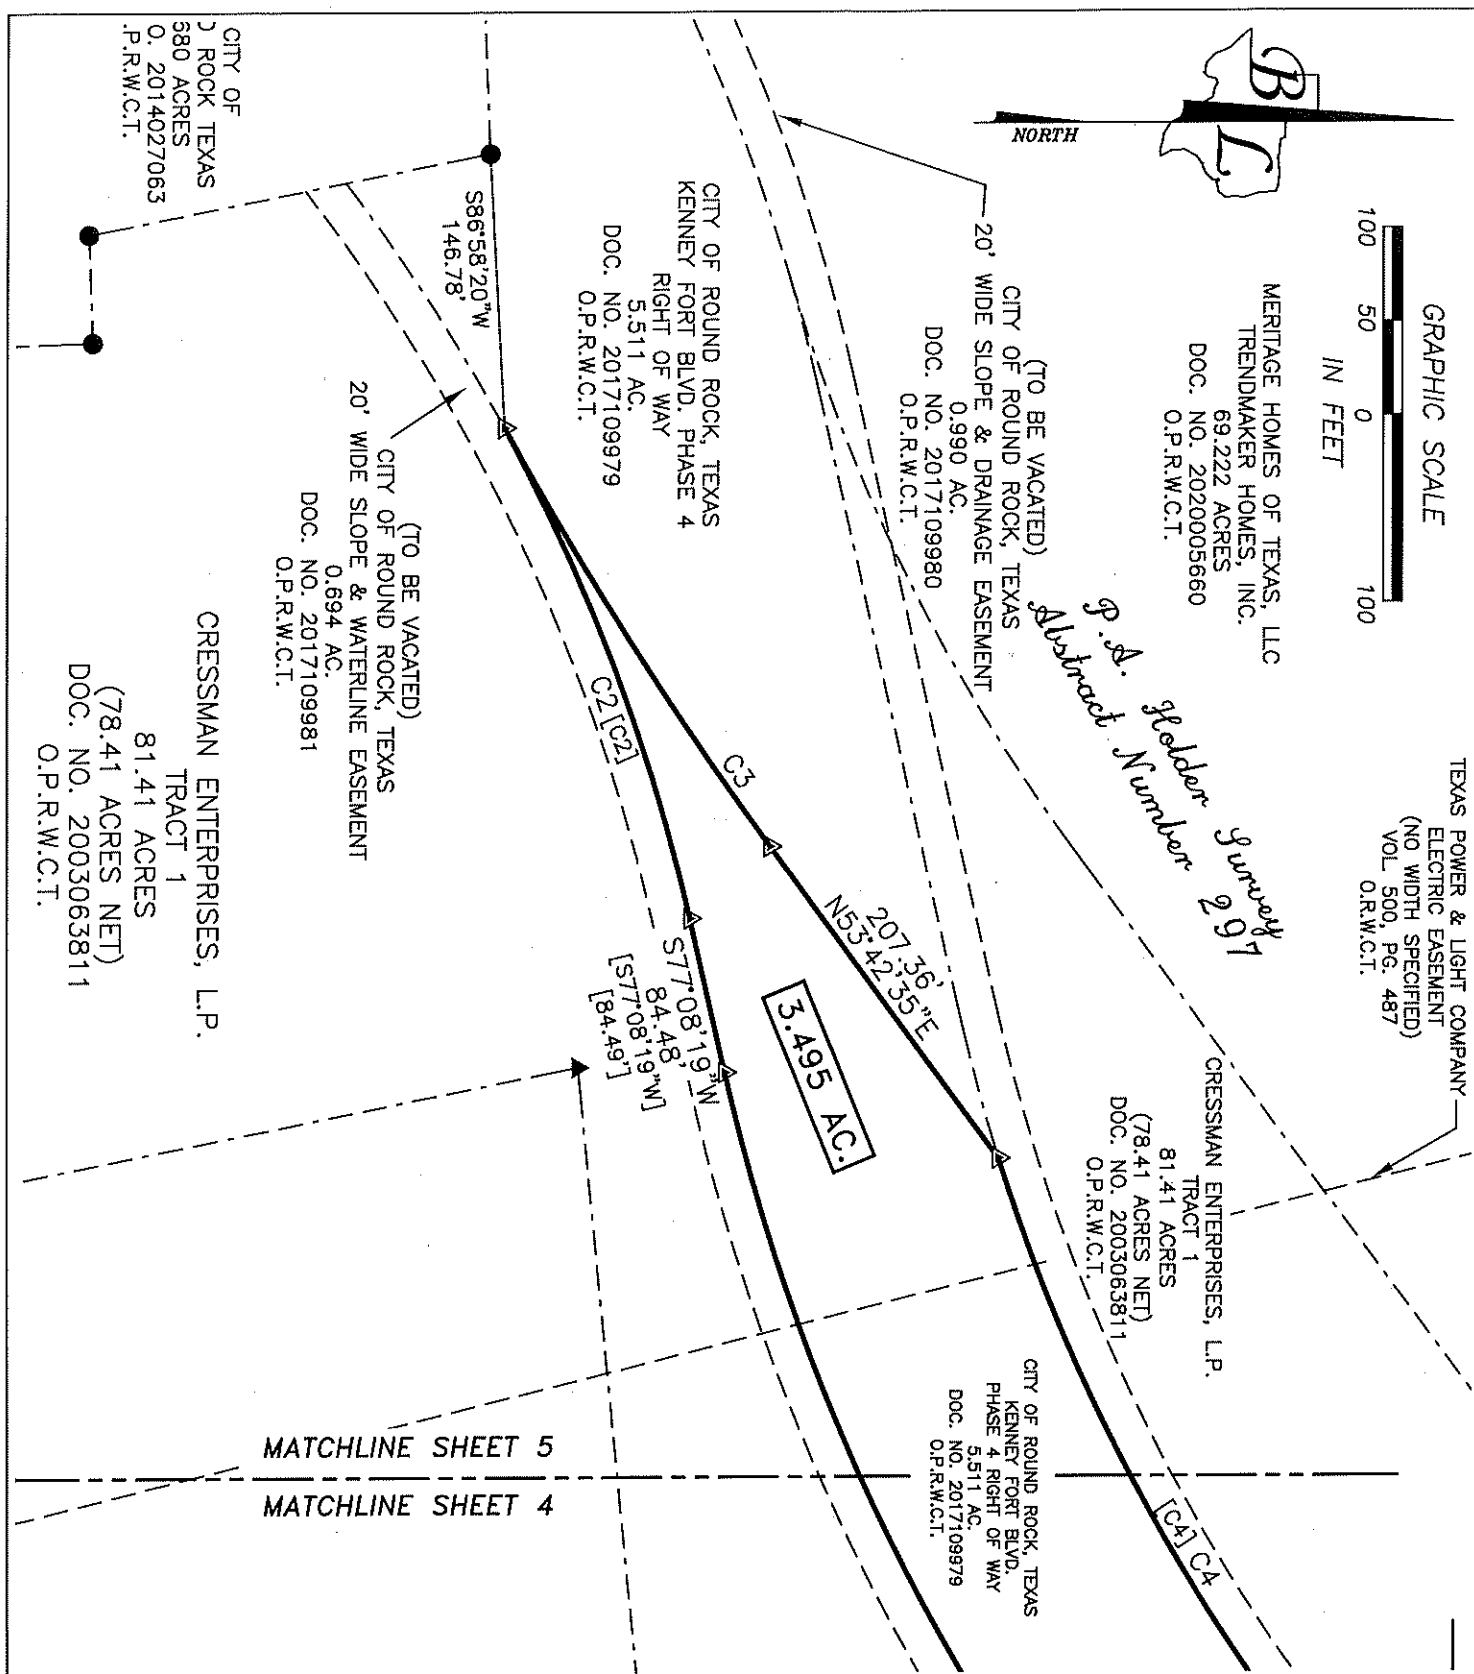 B L
NORTH
GRAPHIC SCALE
100 50 0 100
IN FEET
MERITAGE HOMES OF TEXAS, LLC
TRENDMAKER HOMES, INC.
69.222 ACRES
DOC. NO. 2020005660
O.P.R.W.C.T.
TEXAS POWER & LIGHT COMPANY
ELECTRIC EASEMENT
(NO WIDTH SPECIFIED)
VOL 500, PG. 487
O.R.W.C.T.
P.A. Holder Survey
Abstract Number 297
(TO BE VACATED)
CITY OF ROUND ROCK, TEXAS
20' WIDE SLOPE & DRAINAGE EASEMENT
0.990 AC.
DOC. NO. 2017109980
O.P.R.W.C.T.
CRESSMAN ENTERPRISES, L.P.
TRACT 1
81.41 ACRES
(78.41 ACRES NET)
DOC. NO. 2003063811
O.P.R.W.C.T.
[C4] C4
CITY OF ROUND ROCK, TEXAS
KENNEY FORT BLVD.
PHASE 4 RIGHT OF WAY
5.511 AC.
DOC. NO. 2017109979
O.P.R.W.C.T.
CITY OF ROUND ROCK, TEXAS
KENNEY FORT BLVD. PHASE 4
RIGHT OF WAY
5.511 AC.
DOC. NO. 2017109979
O.P.R.W.C.T.
207.36'
N53°42'35"E
3.495 AC.
C3
C2 [C2]
S77°08'19"W
84.48'
[S77°08'19"W]
[84.49']
S86°58'20"W
146.78'
(TO BE VACATED)
CITY OF ROUND ROCK, TEXAS
20' WIDE SLOPE & WATERLINE EASEMENT
0.694 AC.
DOC. NO. 2017109981
O.P.R.W.C.T.
CITY OF
ROCK TEXAS
680 ACRES
O. 2014027063
.P.R.W.C.T.
CRESSMAN ENTERPRISES, L.P.
TRACT 1
81.41 ACRES
(78.41 ACRES NET)
DOC. NO. 2003063811
O.P.R.W.C.T.
MATCHLINE SHEET 5
MATCHLINE SHEET 4